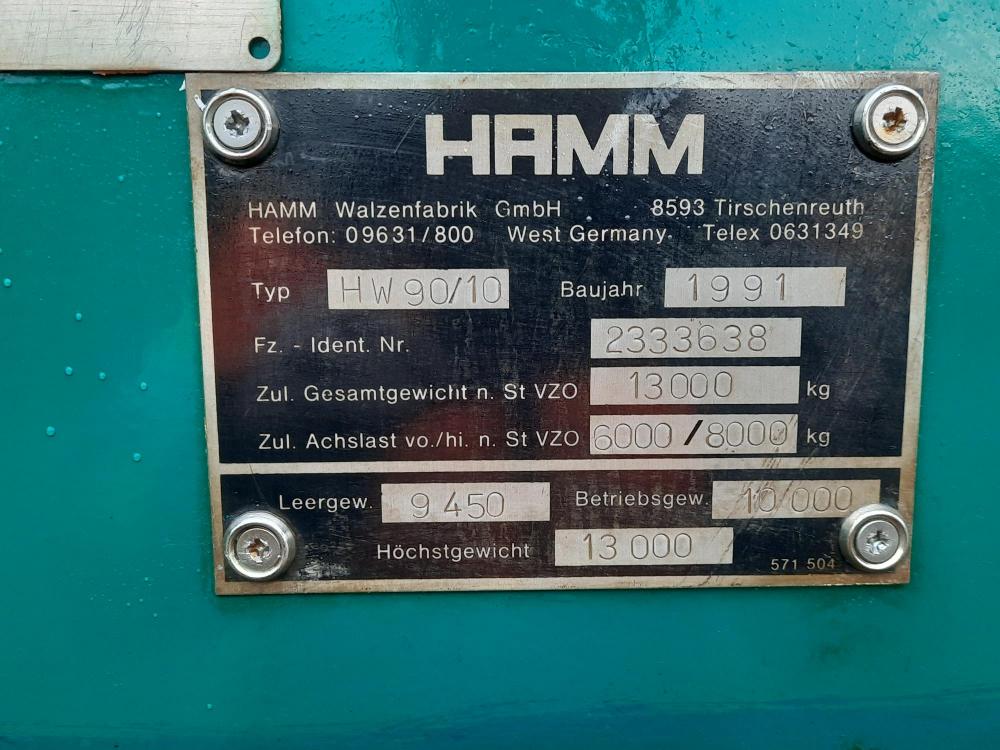 HAMM
HAMM Walzenfabrik GmbH 8593 Tirschenreuth
Telefon: 09631/800 West Germany. Telex 0631349
Typ HW 90/10 Baujahr 1991
Fz. - Ident. Nr. 2333638
Zul. Gesamtgewicht n. St VZO 13000 kg
Zul. Achslast vo./hi. n. St VZO 6000/8000 kg
Leergew. 9 450 Betriebsgew. 10/000
Höchstgewicht 13 000
571 504